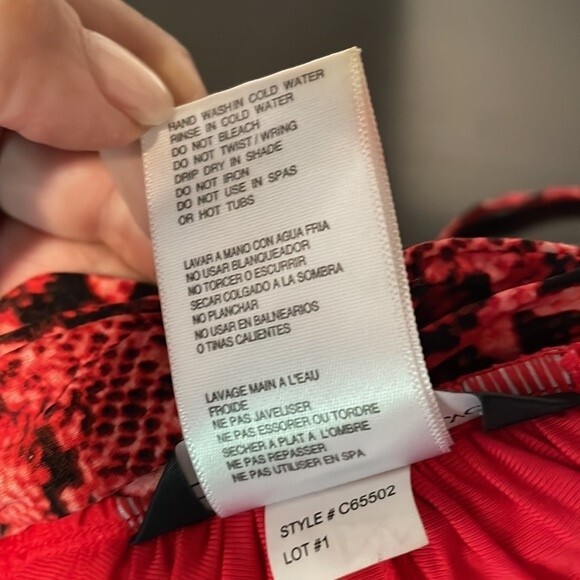 HAND WASH IN COLD WATER
RINSE IN COLD WATER
DO NOT BLEACH
DO NOT TWIST/WRING
DRIP DRY IN SHADE
DO NOT IRON
DO NOT USE IN SPAS
OR HOT TUBS
LAVAR A MANO CON AGUA FRIA
NO USAR BLANQUEADOR
NO TORCER O ESCURRIR
SECAR COLGADO A LA SOMBRA
NO PLANCHAR
NO USAR EN BALNEARIOS
O TINAS CALIENTES
LAVAGE MAIN A L'EAU
FROIDE
NE PAS JAVELISER
NE PAS ESSORER OU TORDRE
SECHER A PLAT A L'OMBRE
NE PAS REPASSER
NE PAS UTILISER EN SPA
STYLE # C65502
LOT #1